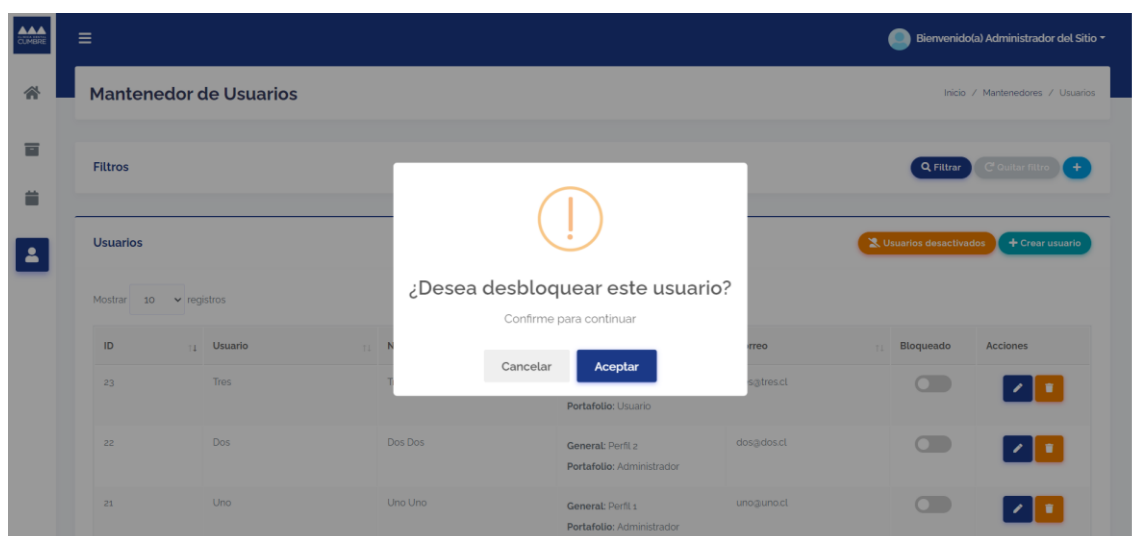 CUMBRE
Bienvenido(a) Administrador del Sitio
Mantenedor de Usuarios
Inicio / Mantenedores / Usuarios
Filtros
Filtrar
Quitar filtro
+
Usuarios
Usuarios desactivados
+ Crear usuario
¿Desea desbloquear este usuario?
Confirme para continuar
Cancelar
Aceptar
Mostrar 10 registros
ID Usuario Bloqueado Acciones
23 Tres
Portafolio: Usuario
22 Dos Dos Dos General: Perfil 2 dos@dos.cl
Portafolio: Administrador
21 Uno Uno Uno General: Perfil 1 uno@uno.cl
Portafolio: Administrador